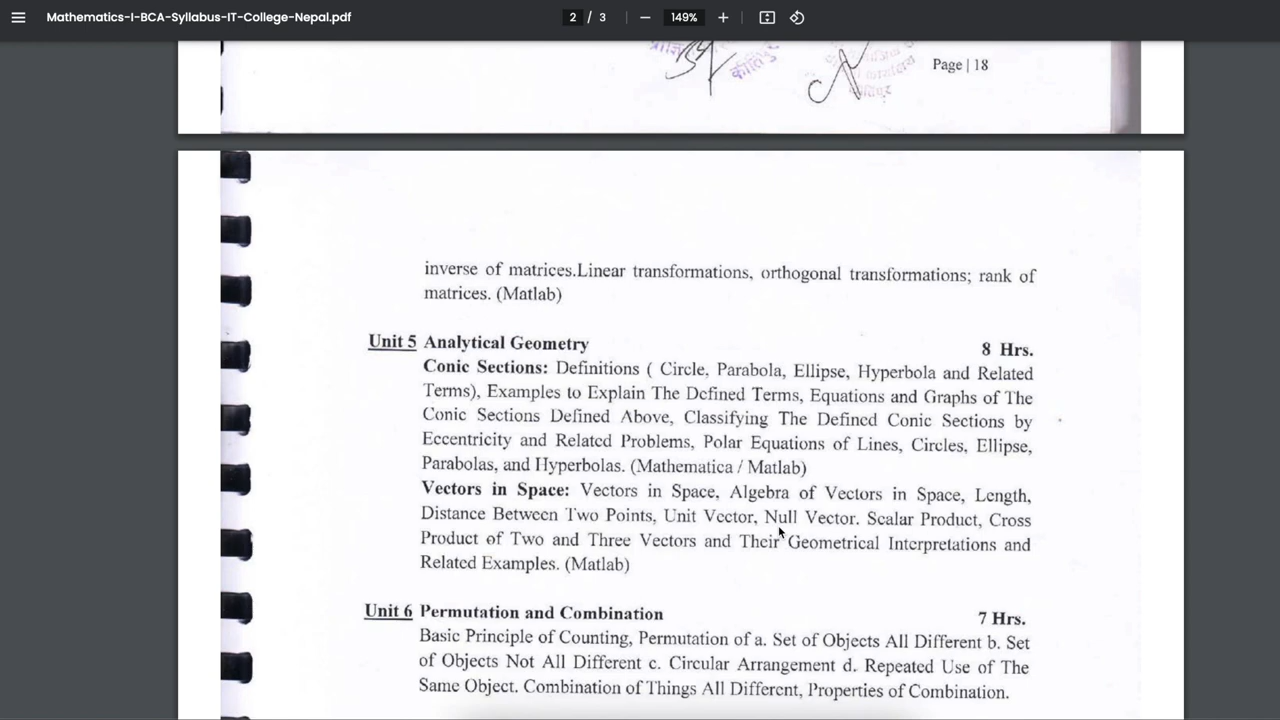 Mathematics-I-BCA-Syllabus-IT-College-Nepal.pdf
2 / 3
149%
Page | 18
inverse of matrices.Linear transformations, orthogonal transformations; rank of
matrices. (Matlab)
Unit 5 Analytical Geometry 8 Hrs.
Conic Sections: Definitions ( Circle, Parabola, Ellipse, Hyperbola and Related
Terms), Examples to Explain The Defined Terms, Equations and Graphs of The
Conic Sections Defined Above, Classifying The Defined Conic Sections by
Eccentricity and Related Problems, Polar Equations of Lines, Circles, Ellipse,
Parabolas, and Hyperbolas. (Mathematica / Matlab)
Vectors in Space: Vectors in Space, Algebra of Vectors in Space, Length,
Distance Between Two Points, Unit Vector, Null Vector. Scalar Product, Cross
Product of Two and Three Vectors and Their Geometrical Interpretations and
Related Examples. (Matlab)
Unit 6 Permutation and Combination 7 Hrs.
Basic Principle of Counting, Permutation of a. Set of Objects All Different b. Set
of Objects Not All Different c. Circular Arrangement d. Repeated Use of The
Same Object. Combination of Things All Different, Properties of Combination.